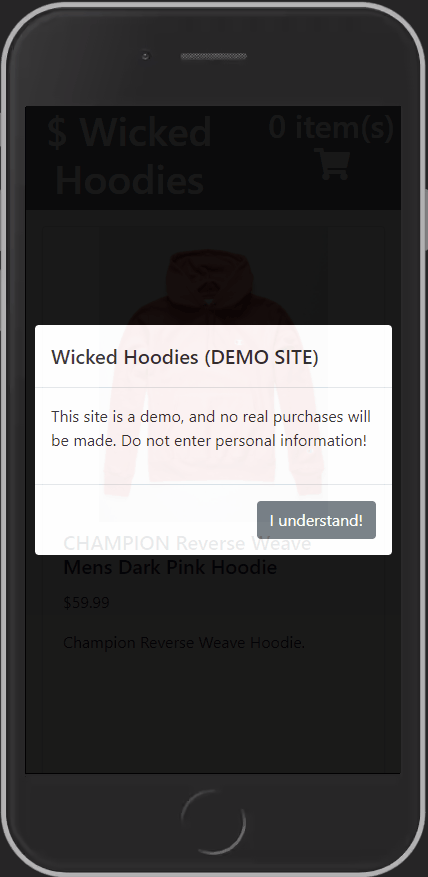 $ Wicked
Hoodies
0 item(s)
Wicked Hoodies (DEMO SITE)
This site is a demo, and no real purchases will
be made. Do not enter personal information!
I understand!
CHAMPION Reverse Weave
Mens Dark Pink Hoodie
$59.99
Champion Reverse Weave Hoodie.